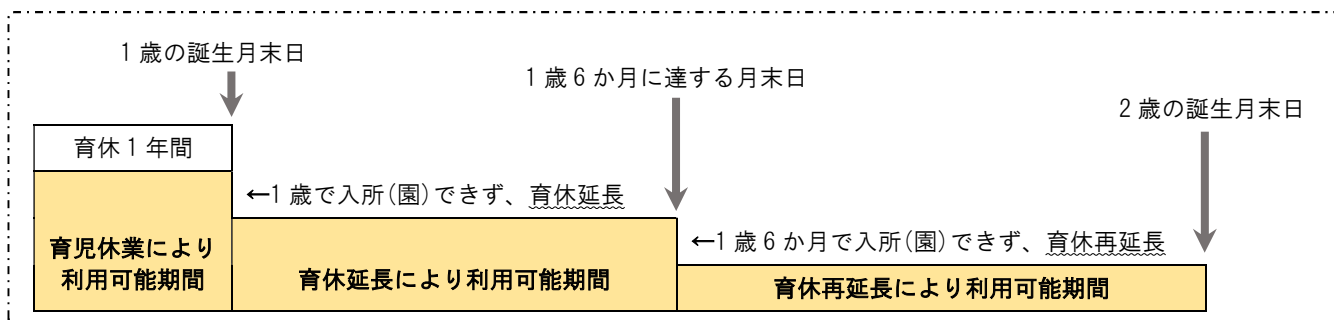 1歳の誕生月末日
1歳6か月に達する月末日
2歳の誕生月末日
育休1年間
←1歳で入所(園)できず、育休延長
←1歳6か月で入所(園)できず、育休再延長
育児休業により
利用可能期間
育休延長により利用可能期間
育休再延長により利用可能期間